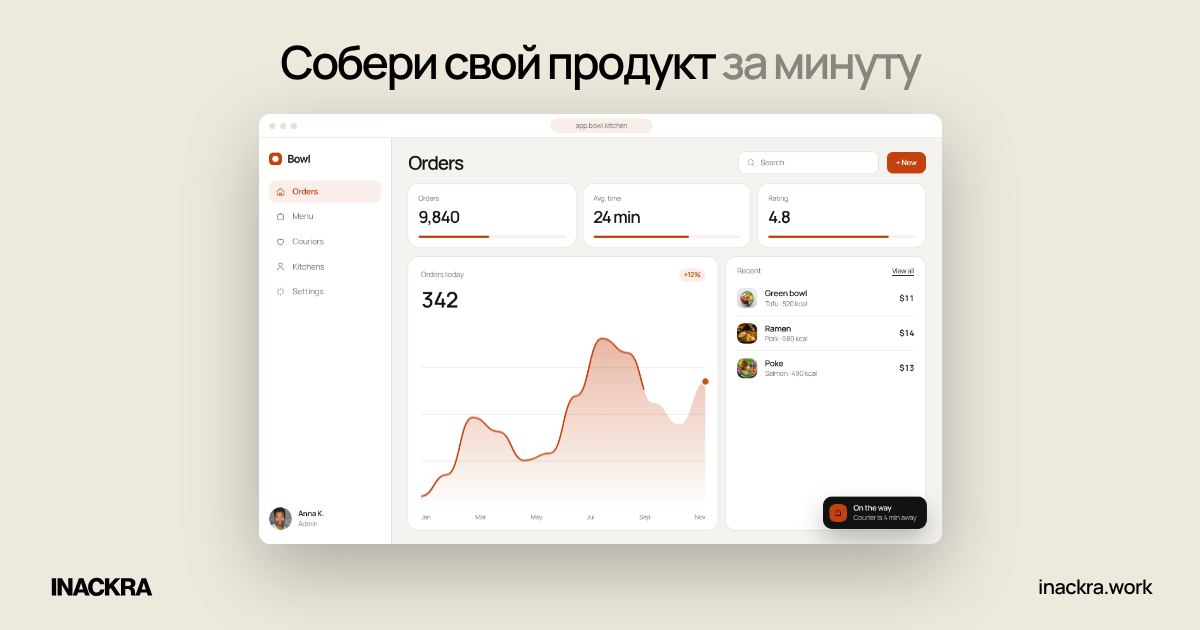 Собери свой продукт за минуту
app.bowl.kitchen
Bowl
Orders
Menu
Couriers
Kitchens
Settings
Anna K.
Admin
Orders
Search
+ New
Orders
9,840
Avg. time
24 min
Rating
4.8
Orders today
+12%
342
Jan Mar May Jul Sep Nov
Recent
View all
Green bowl
Tofu · 520 kcal
$11
Ramen
Pork · 680 kcal
$14
Poke
Salmon · 490 kcal
$13
On the way
Courier is 4 min away
INACKRA
inackra.work